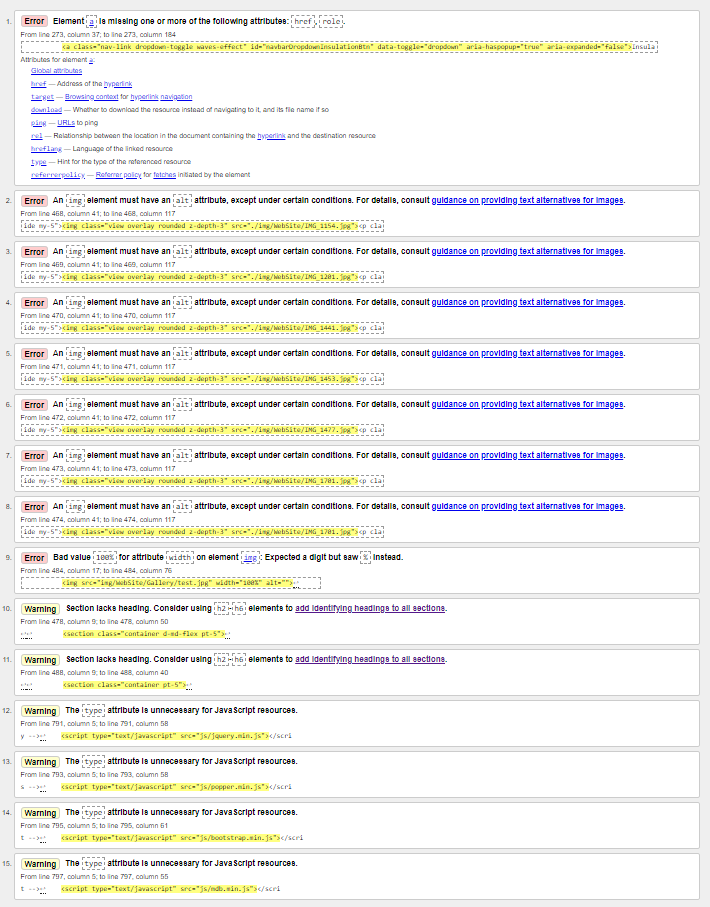 1. Error Element a is missing one or more of the following attributes: href, role.
From line 273, column 37; to line 273, column 184
<a class="nav-link dropdown-toggle waves-effect" id="navbarDropdownInsulationBtn" data-toggle="dropdown" aria-haspopup="true" aria-expanded="false">insula
Attributes for element a:
Global attributes
href — Address of the hyperlink
target — Browsing context for hyperlink navigation
download — Whether to download the resource instead of navigating to it, and its file name if so
ping — URLs to ping
rel — Relationship between the location in the document containing the hyperlink and the destination resource
hreflang — Language of the linked resource
type — Hint for the type of the referenced resource
referrerpolicy — Referrer policy for fetches initiated by the element
2. Error An img element must have an alt attribute, except under certain conditions. For details, consult guidance on providing text alternatives for images.
From line 468, column 41; to line 468, column 117
ide my-5"><img class="view overlay rounded z-depth-3" src="./img/WebSite/IMG_1154.jpg"><p cla
3. Error An img element must have an alt attribute, except under certain conditions. For details, consult guidance on providing text alternatives for images.
From line 469, column 41; to line 469, column 117
ide my-5"><img class="view overlay rounded z-depth-3" src="./img/WebSite/IMG_1201.jpg"><p cla
4. Error An img element must have an alt attribute, except under certain conditions. For details, consult guidance on providing text alternatives for images.
From line 470, column 41; to line 470, column 117
ide my-5"><img class="view overlay rounded z-depth-3" src="./img/WebSite/IMG_1441.jpg"><p cla
5. Error An img element must have an alt attribute, except under certain conditions. For details, consult guidance on providing text alternatives for images.
From line 471, column 41; to line 471, column 117
ide my-5"><img class="view overlay rounded z-depth-3" src="./img/WebSite/IMG_1453.jpg"><p cla
6. Error An img element must have an alt attribute, except under certain conditions. For details, consult guidance on providing text alternatives for images.
From line 472, column 41; to line 472, column 117
ide my-5"><img class="view overlay rounded z-depth-3" src="./img/WebSite/IMG_1477.jpg"><p cla
7. Error An img element must have an alt attribute, except under certain conditions. For details, consult guidance on providing text alternatives for images.
From line 473, column 41; to line 473, column 117
ide my-5"><img class="view overlay rounded z-depth-3" src="./img/WebSite/IMG_1701.jpg"><p cla
8. Error An img element must have an alt attribute, except under certain conditions. For details, consult guidance on providing text alternatives for images.
From line 474, column 41; to line 474, column 117
ide my-5"><img class="view overlay rounded z-depth-3" src="./img/WebSite/IMG_1701.jpg"><p cla
9. Error Bad value 100% for attribute width on element img: Expected a digit but saw % instead.
From line 484, column 17; to line 484, column 76
<img src="img/WebSite/Gallery/test.jpg" width="100%" alt="">↩
10. Warning Section lacks heading. Consider using h2-h6 elements to add identifying headings to all sections.
From line 478, column 9; to line 478, column 50
↩↩ <section class="container d-md-flex pt-5">↩
11. Warning Section lacks heading. Consider using h2-h6 elements to add identifying headings to all sections.
From line 488, column 9; to line 488, column 40
↩↩ <section class="container pt-5">↩
12. Warning The type attribute is unnecessary for JavaScript resources.
From line 791, column 5; to line 791, column 58
y -->↩ <script type="text/javascript" src="js/jquery.min.js"></scri
13. Warning The type attribute is unnecessary for JavaScript resources.
From line 793, column 5; to line 793, column 58
s -->↩ <script type="text/javascript" src="js/popper.min.js"></scri
14. Warning The type attribute is unnecessary for JavaScript resources.
From line 795, column 5; to line 795, column 61
t -->↩ <script type="text/javascript" src="js/bootstrap.min.js"></scri
15. Warning The type attribute is unnecessary for JavaScript resources.
From line 797, column 5; to line 797, column 55
t -->↩ <script type="text/javascript" src="js/mdb.min.js"></scri